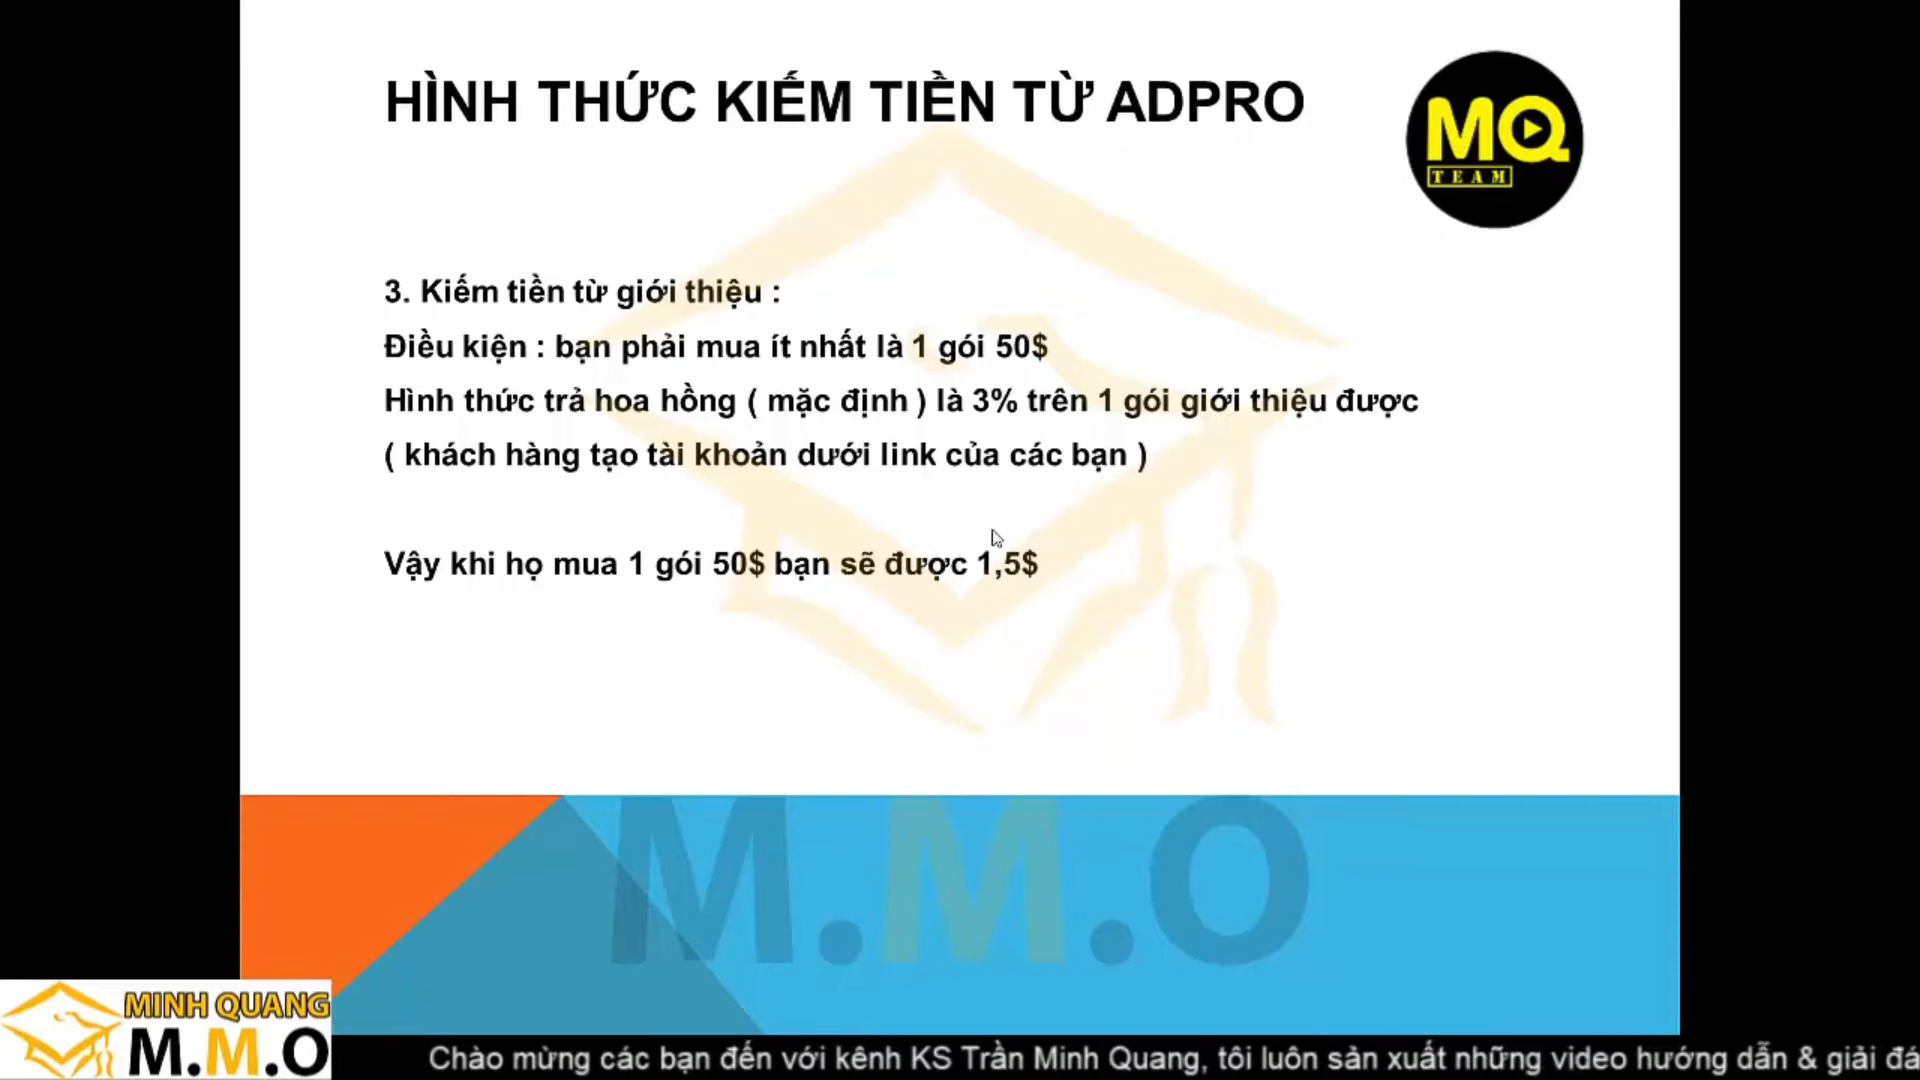 HÌNH THỨC KIẾM TIỀN TỪ ADPRO
MQ
TEAM
3. Kiếm tiền từ giới thiệu :
Điều kiện : bạn phải mua ít nhất là 1 gói 50$
Hình thức trả hoa hồng ( mặc định ) là 3% trên 1 gói giới thiệu được
( khách hàng tạo tài khoản dưới link của các bạn )
Vậy khi họ mua 1 gói 50$ bạn sẽ được 1,5$
M.M.O
MINH QUANG
M.M.O
Chào mừng các bạn đến với kênh KS Trần Minh Quang, tôi luôn sản xuất những video hướng dẫn & giải đá